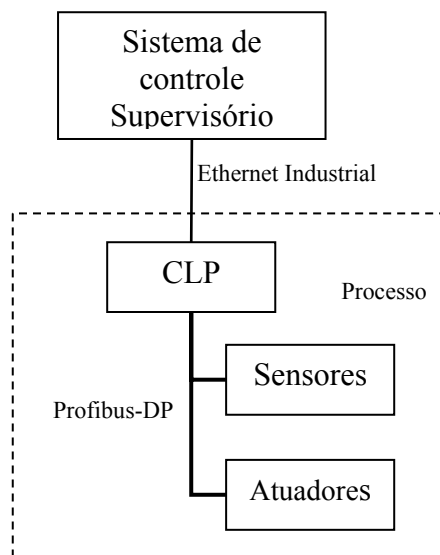 Sistema de
controle
Supervisório
Ethernet Industrial
CLP
Processo
Sensores
Profibus-DP
Atuadores